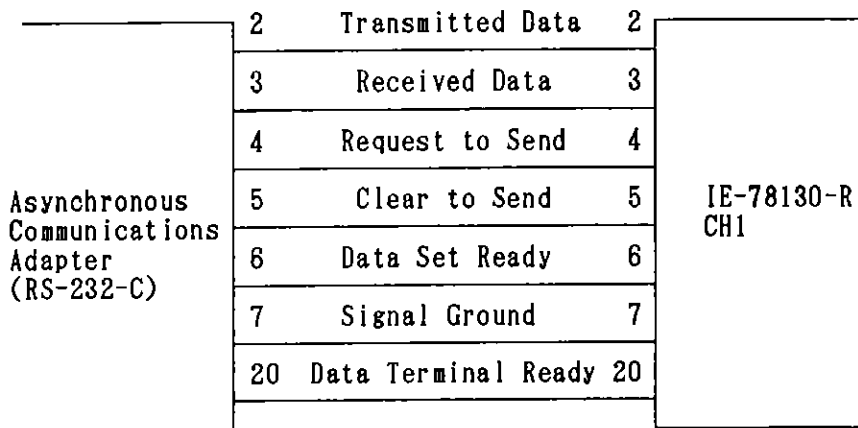 2 Transmitted Data 2
3 Received Data 3
4 Request to Send 4
5 Clear to Send 5
6 Data Set Ready 6
7 Signal Ground 7
20 Data Terminal Ready 20
Asynchronous
Communications
Adapter
(RS-232-C)
IE-78130-R
CH1